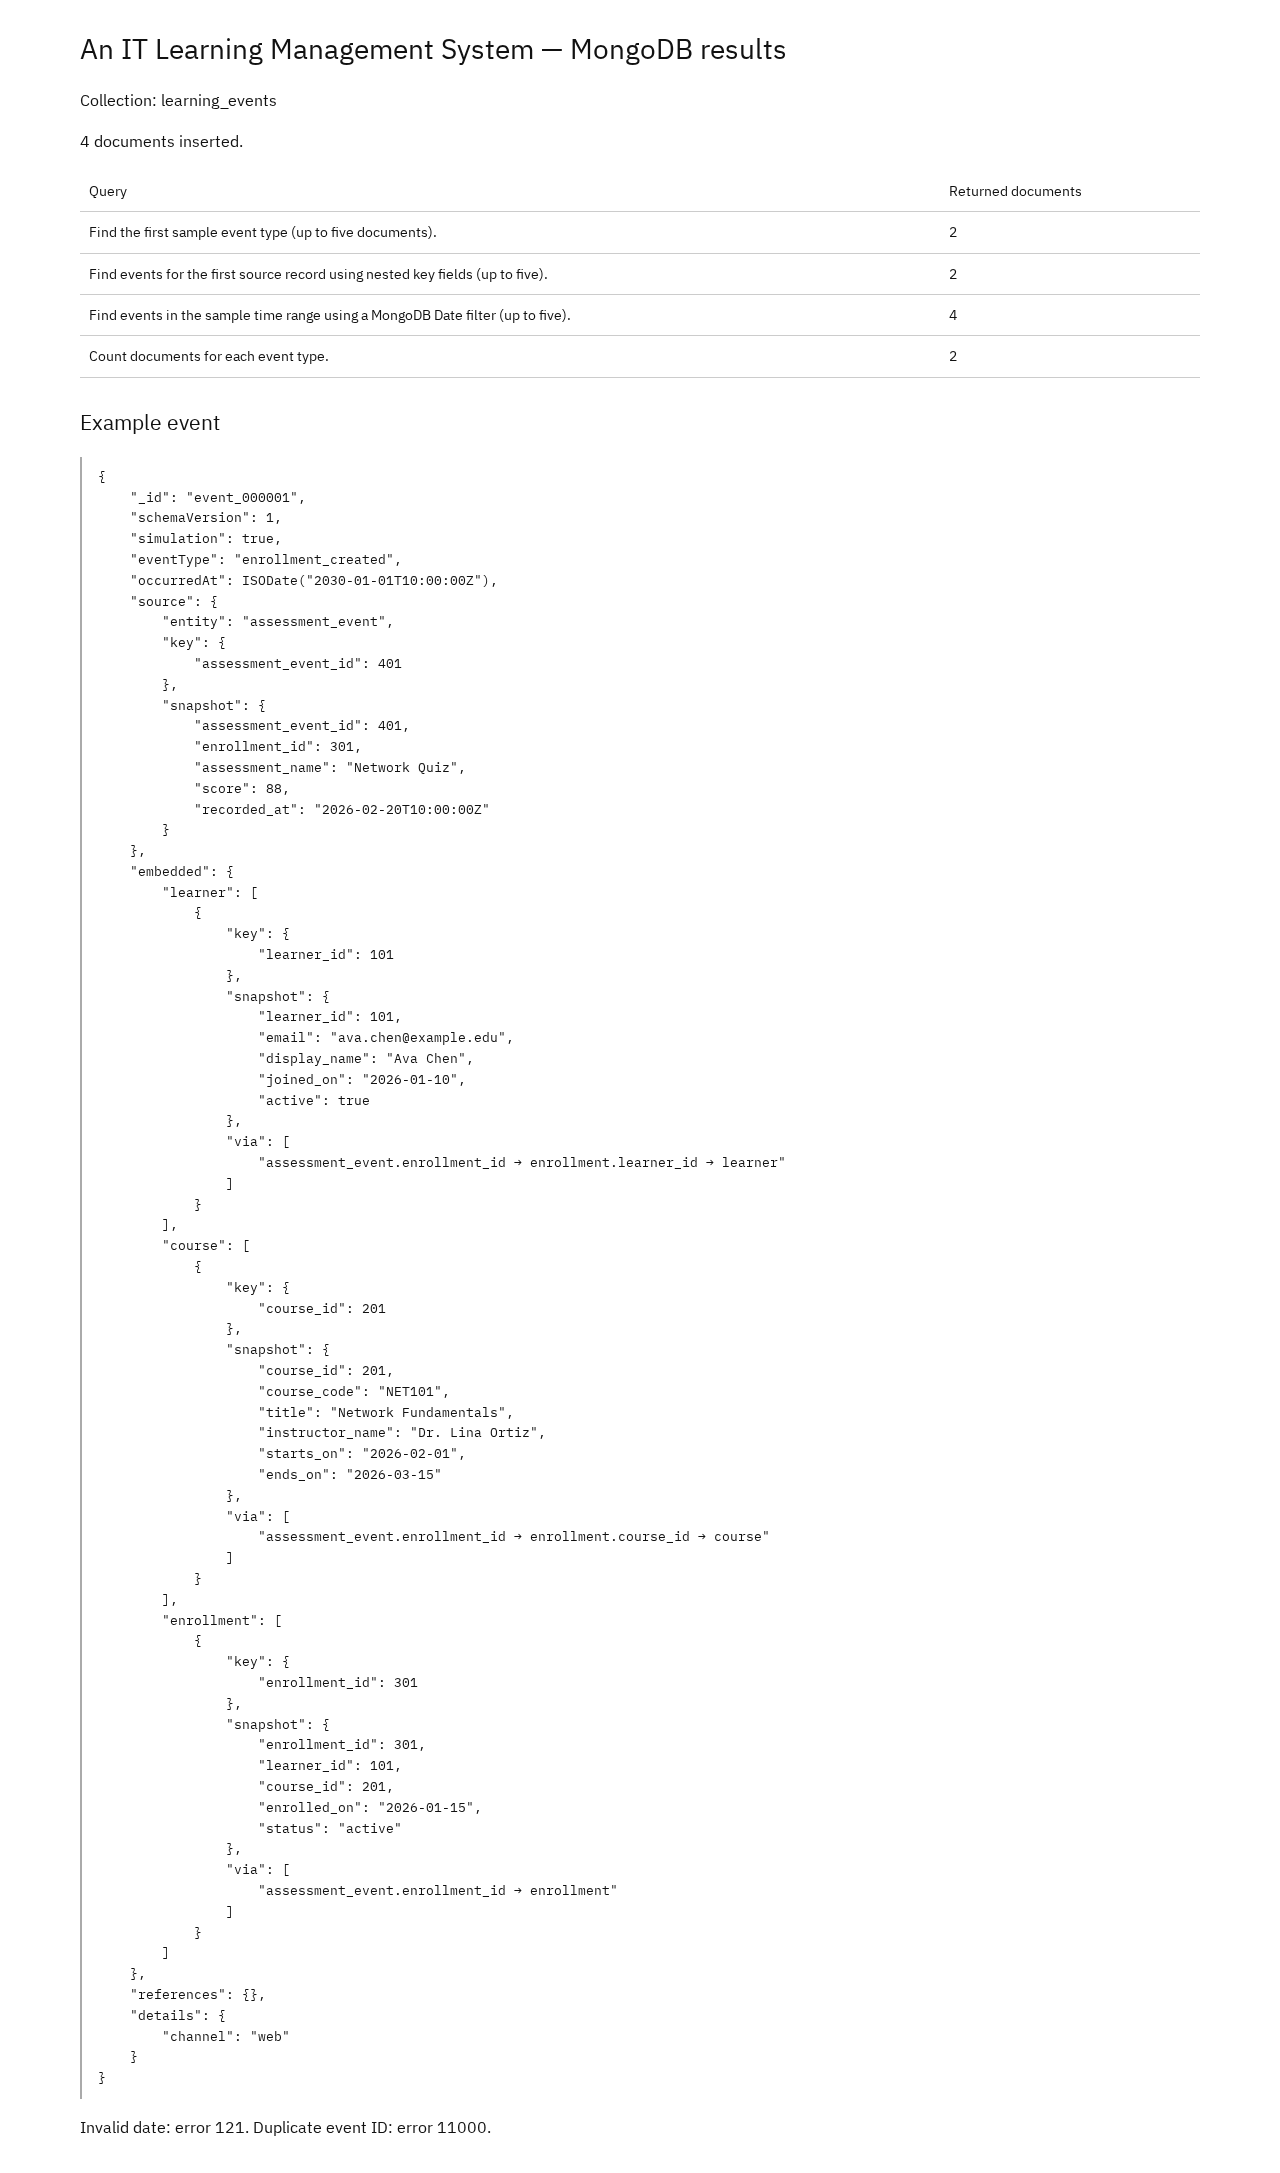 An IT Learning Management System — MongoDB results
Collection: learning_events
4 documents inserted.
Query Returned documents
Find the first sample event type (up to five documents). 2
Find events for the first source record using nested key fields (up to five). 2
Find events in the sample time range using a MongoDB Date filter (up to five). 4
Count documents for each event type. 2
Example event
{
    "_id": "event_000001",
    "schemaVersion": 1,
    "simulation": true,
    "eventType": "enrollment_created",
    "occurredAt": ISODate("2030-01-01T10:00:00Z"),
    "source": {
        "entity": "assessment_event",
        "key": {
            "assessment_event_id": 401
        },
        "snapshot": {
            "assessment_event_id": 401,
            "enrollment_id": 301,
            "assessment_name": "Network Quiz",
            "score": 88,
            "recorded_at": "2026-02-20T10:00:00Z"
        }
    },
    "embedded": {
        "learner": [
            {
                "key": {
                    "learner_id": 101
                },
                "snapshot": {
                    "learner_id": 101,
                    "email": "ava.chen@example.edu",
                    "display_name": "Ava Chen",
                    "joined_on": "2026-01-10",
                    "active": true
                },
                "via": [
                    "assessment_event.enrollment_id → enrollment.learner_id → learner"
                ]
            }
        ],
        "course": [
            {
                "key": {
                    "course_id": 201
                },
                "snapshot": {
                    "course_id": 201,
                    "course_code": "NET101",
                    "title": "Network Fundamentals",
                    "instructor_name": "Dr. Lina Ortiz",
                    "starts_on": "2026-02-01",
                    "ends_on": "2026-03-15"
                },
                "via": [
                    "assessment_event.enrollment_id → enrollment.course_id → course"
                ]
            }
        ],
        "enrollment": [
            {
                "key": {
                    "enrollment_id": 301
                },
                "snapshot": {
                    "enrollment_id": 301,
                    "learner_id": 101,
                    "course_id": 201,
                    "enrolled_on": "2026-01-15",
                    "status": "active"
                },
                "via": [
                    "assessment_event.enrollment_id → enrollment"
                ]
            }
        ]
    },
    "references": {},
    "details": {
        "channel": "web"
    }
}
Invalid date: error 121. Duplicate event ID: error 11000.